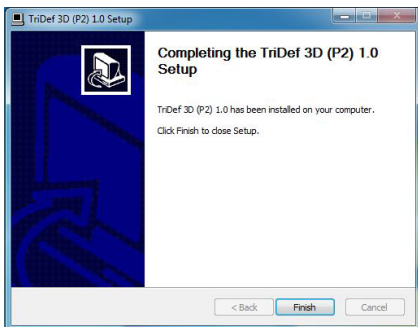 TriDef 3D (P2) 1.0 Setup
Completing the TriDef 3D (P2) 1.0
Setup
TriDef 3D (P2) 1.0 has been installed on your computer.
Click Finish to close Setup.
< Back
Finish
Cancel